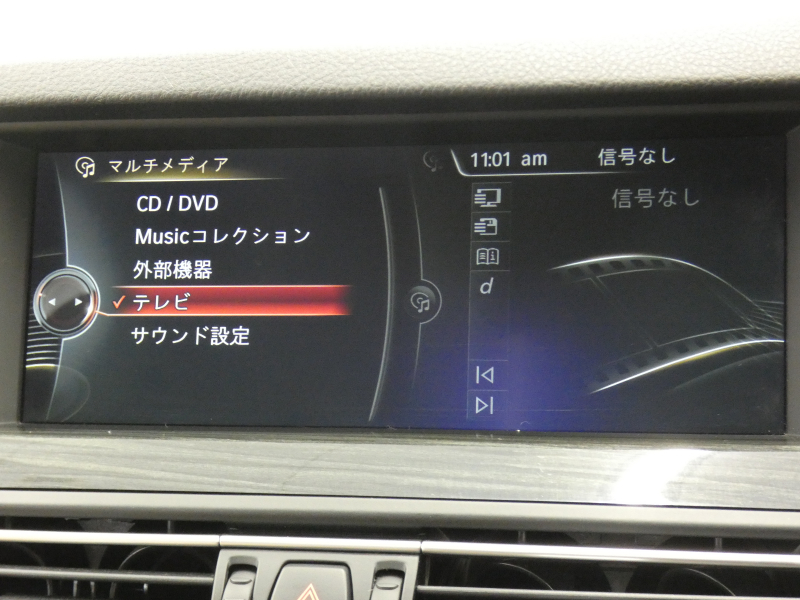 マルチメディア
11:01 am 信号なし
CD / DVD
信号なし
Musicコレクション
外部機器
テレビ
d
サウンド設定